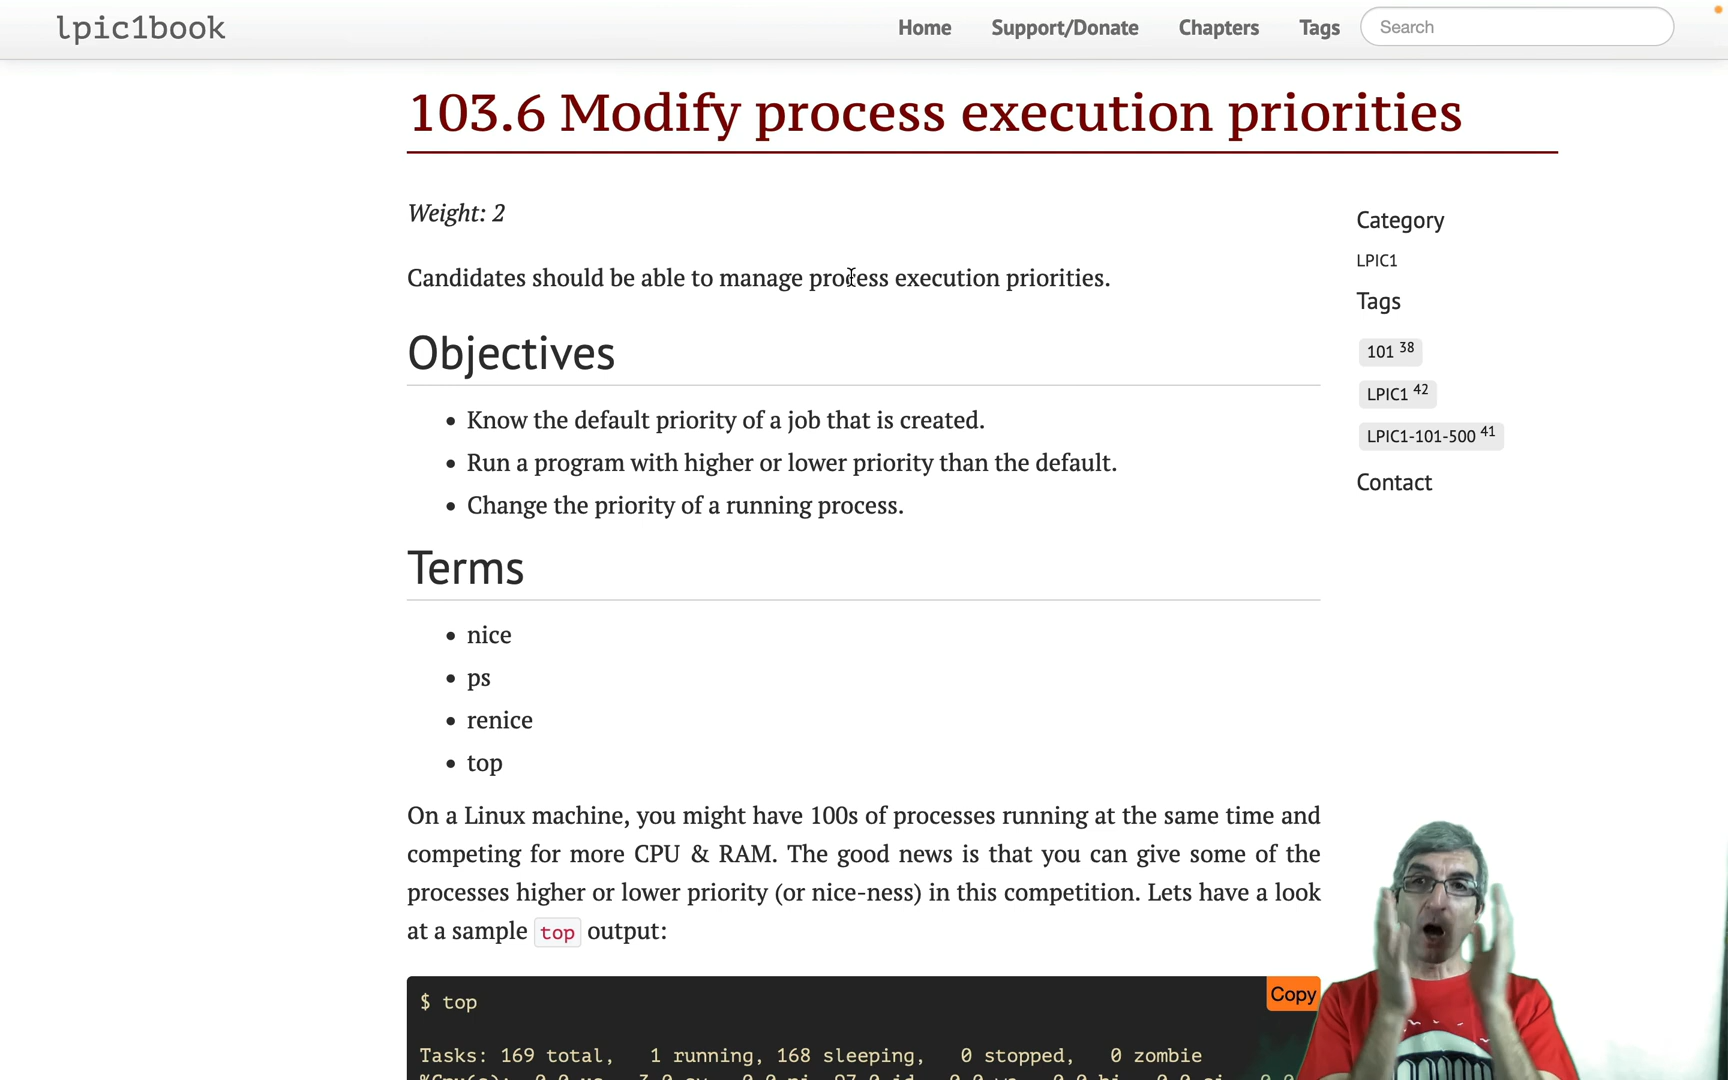 lpic1book
Home Support/Donate Chapters Tags Search
103.6 Modify process execution priorities
Weight: 2
Candidates should be able to manage process execution priorities.
Objectives
• Know the default priority of a job that is created.
• Run a program with higher or lower priority than the default.
• Change the priority of a running process.
Terms
• nice
• ps
• renice
• top
On a Linux machine, you might have 100s of processes running at the same time and
competing for more CPU & RAM. The good news is that you can give some of the
processes higher or lower priority (or nice-ness) in this competition. Lets have a look
at a sample top output:
Copy
$ top
Tasks: 169 total, 1 running, 168 sleeping, 0 stopped, 0 zombie
Category
LPIC1
Tags
101 38
LPIC1 42
LPIC1-101-500 41
Contact